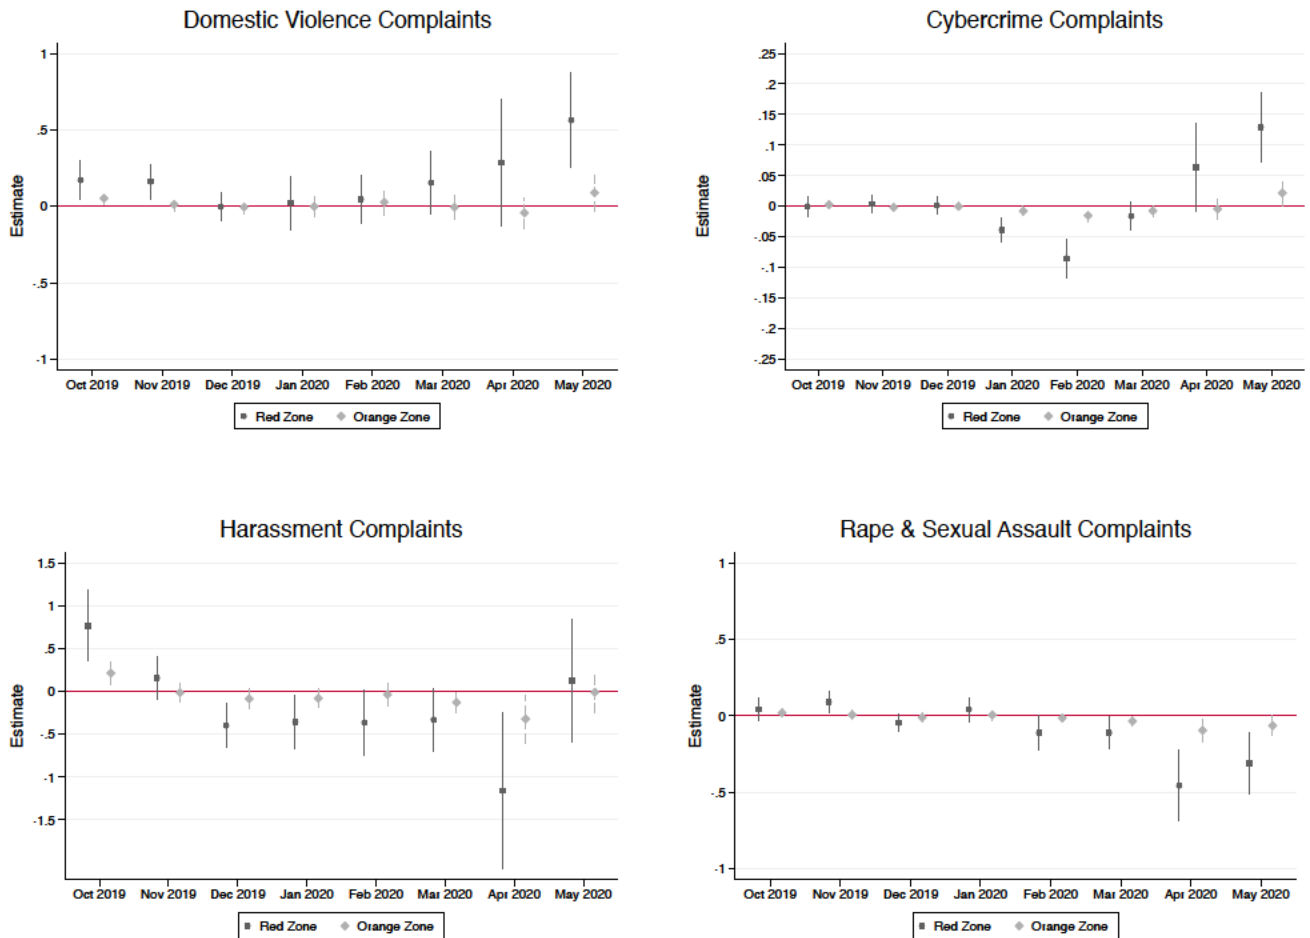 Domestic Violence Complaints
Estimate
1
.5
0
-.5
-1
Oct 2019 Nov 2019 Dec 2019 Jan 2020 Feb 2020 Mar 2020 Apr 2020 May 2020
Red Zone Orange Zone
Cybercrime Complaints
Estimate
.25
.2
.15
.1
.05
0
-.05
-.1
-.15
-.2
-.25
Oct 2019 Nov 2019 Dec 2019 Jan 2020 Feb 2020 Mar 2020 Apr 2020 May 2020
Red Zone Orange Zone
Harassment Complaints
Estimate
1.5
1
.5
0
-.5
-1
-1.5
Oct 2019 Nov 2019 Dec 2019 Jan 2020 Feb 2020 Mar 2020 Apr 2020 May 2020
Red Zone Orange Zone
Rape & Sexual Assault Complaints
Estimate
1
.5
0
-.5
-1
Oct 2019 Nov 2019 Dec 2019 Jan 2020 Feb 2020 Mar 2020 Apr 2020 May 2020
Red Zone Orange Zone